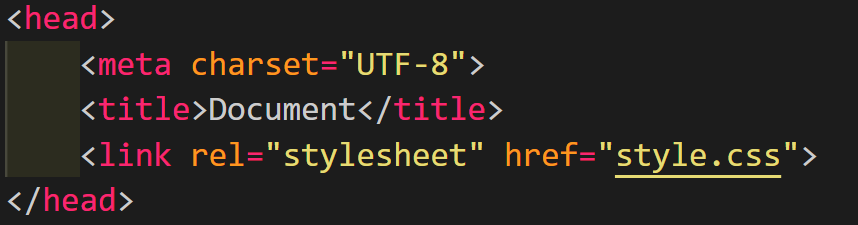 <head>
<meta charset="UTF-8">
<title>Document</title>
<link rel="stylesheet" href="style.css">
</head>